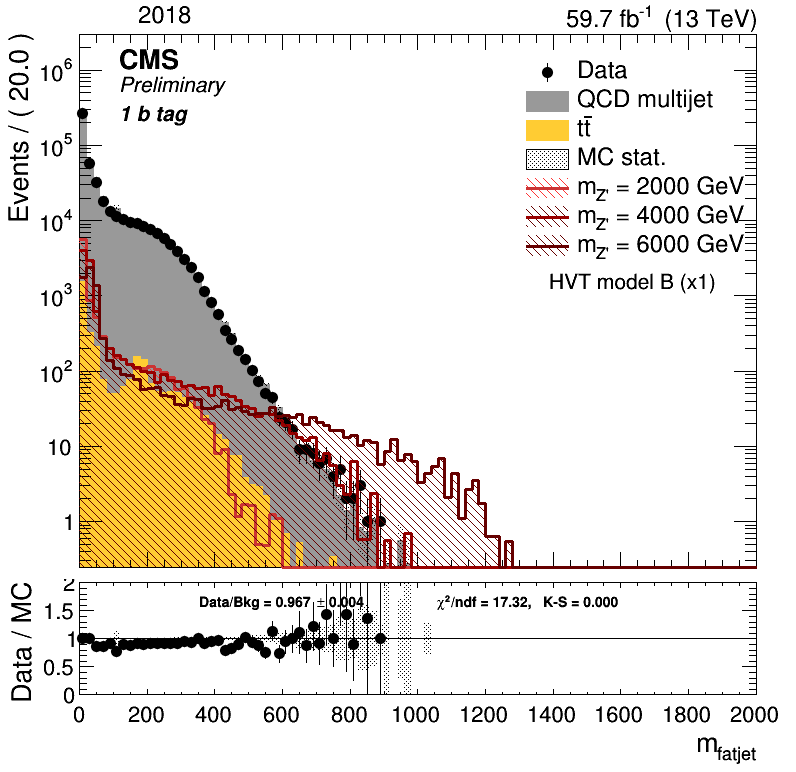 2018
59.7 fb⁻¹ (13 TeV)
CMS
Preliminary
1 b tag
Data
QCD multijet
tt̄
MC stat.
m_Z' = 2000 GeV
m_Z' = 4000 GeV
m_Z' = 6000 GeV
HVT model B (x1)
Events / ( 20.0 )
10⁶
10⁵
10⁴
10³
10²
10
1
Data / MC
2
1.5
1
0.5
0
Data/Bkg = 0.967 ± 0.004
χ²/ndf = 17.32, K-S = 0.000
0 200 400 600 800 1000 1200 1400 1600 1800 2000
m_fatjet